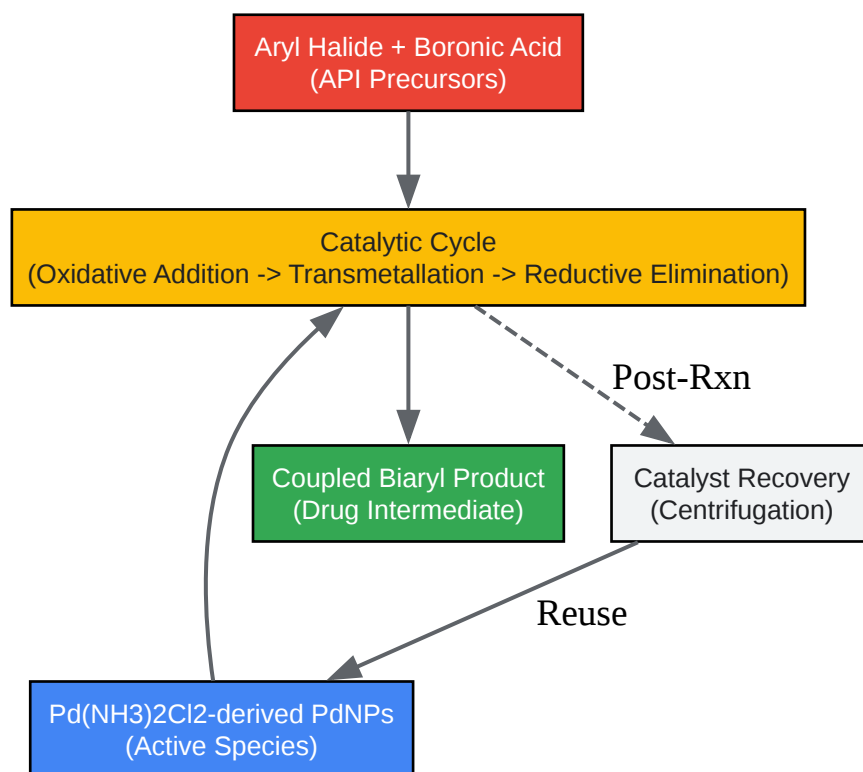 Aryl Halide + Boronic Acid
(API Precursors)
Catalytic Cycle
(Oxidative Addition -> Transmetallation -> Reductive Elimination)
Post-Rxn
Coupled Biaryl Product
(Drug Intermediate)
Catalyst Recovery
(Centrifugation)
Reuse
Pd(NH3)2Cl2-derived PdNPs
(Active Species)